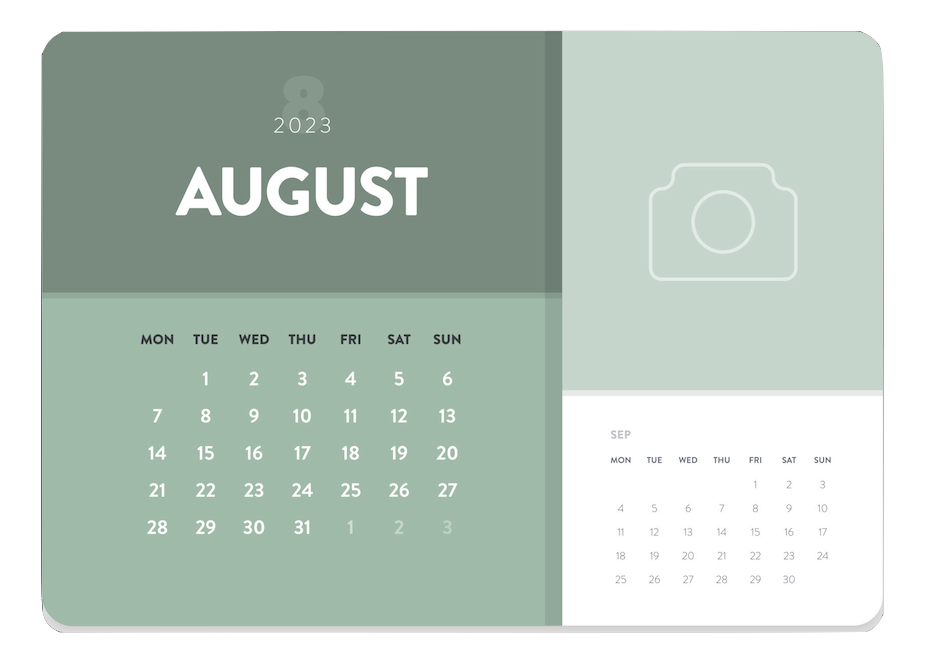 8
2023
AUGUST
MON TUE WED THU FRI SAT SUN
1 2 3 4 5 6
7 8 9 10 11 12 13
14 15 16 17 18 19 20
21 22 23 24 25 26 27
28 29 30 31 1 2 3
SEP
MON TUE WED THU FRI SAT SUN
1 2 3
4 5 6 7 8 9 10
11 12 13 14 15 16 17
18 19 20 21 22 23 24
25 26 27 28 29 30